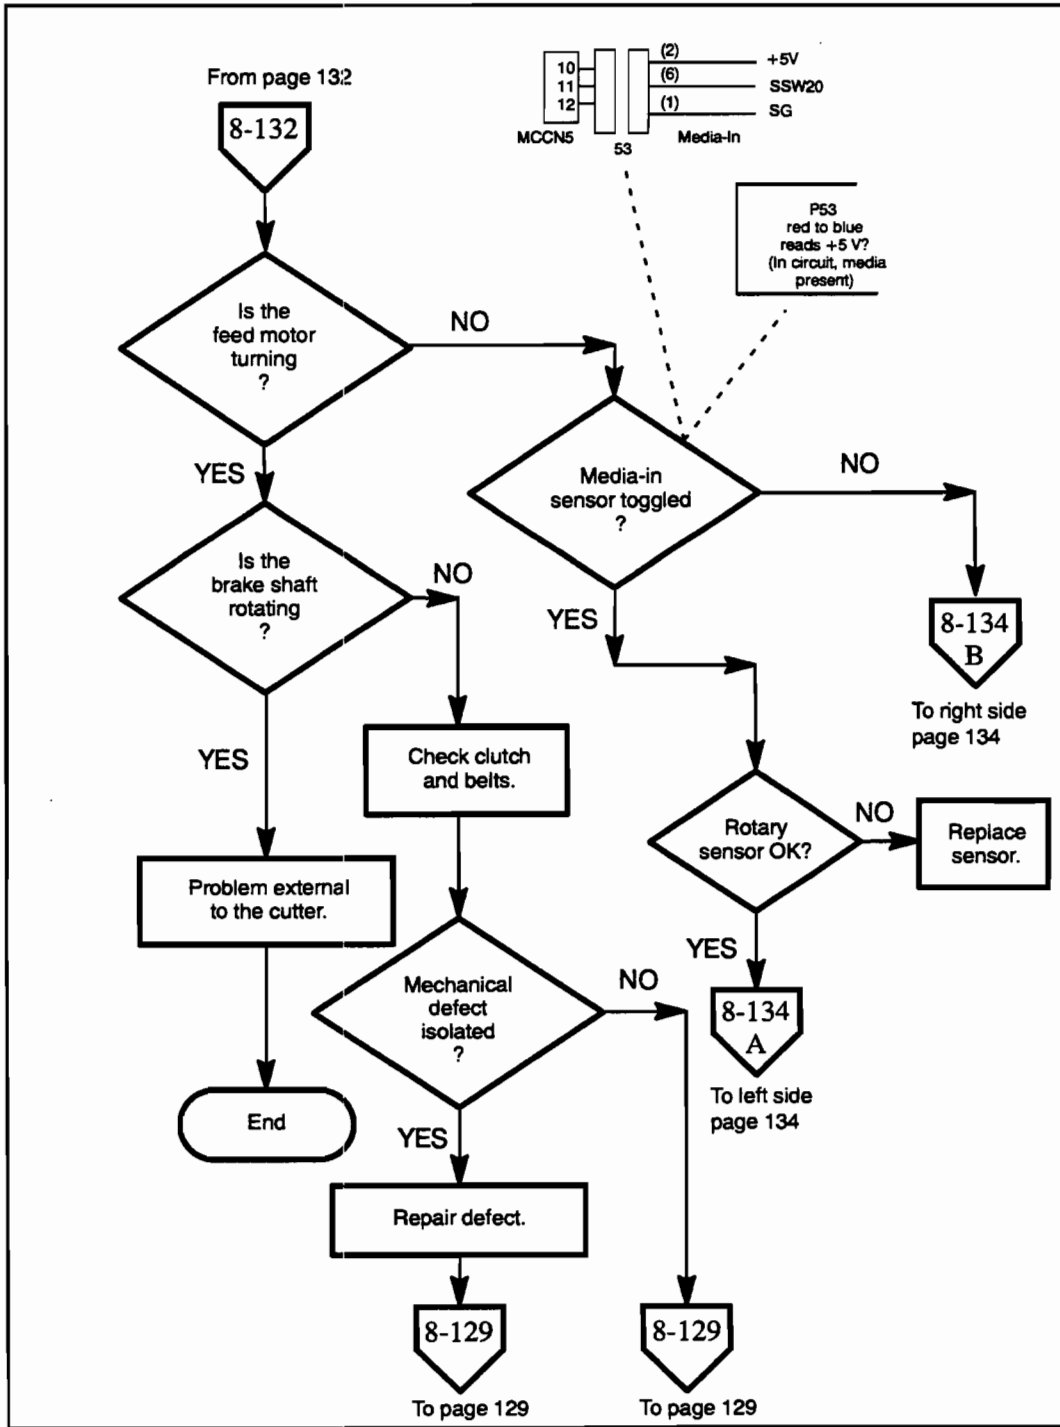 From page 132
8-132
10
11
12
MCCN5
53
(2)
+5V
(6)
SSW20
(1)
SG
Media-In
P53
red to blue
reads +5 V?
(In circuit, media
present)
Is the
feed motor
turning
?
NO
YES
Media-in
sensor toggled
?
NO
YES
8-134
B
To right side
page 134
Is the
brake shaft
rotating
?
NO
YES
Check clutch
and belts.
Rotary
sensor OK?
NO
Replace
sensor.
YES
8-134
A
To left side
page 134
Problem external
to the cutter.
End
Mechanical
defect
isolated
?
NO
YES
Repair defect.
8-129
To page 129
8-129
To page 129